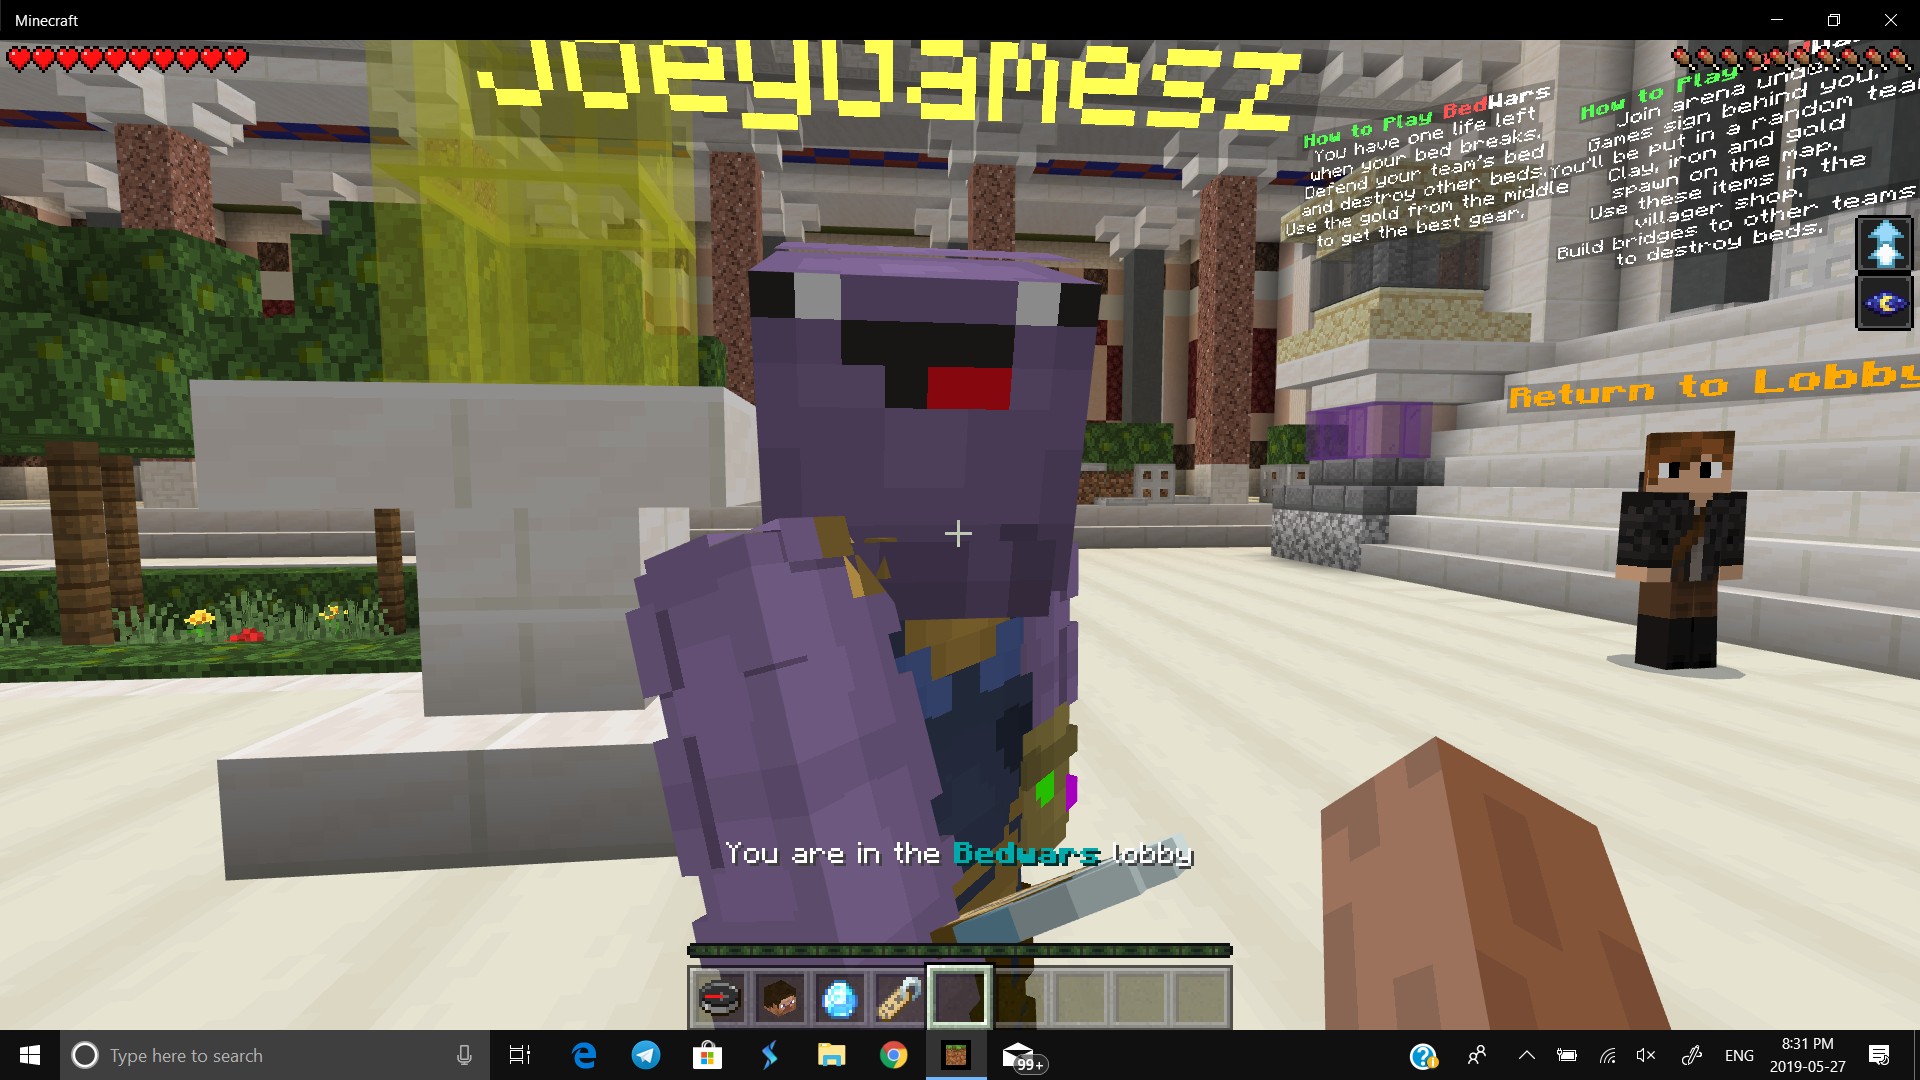 Minecraft
JoeyGamesZ
How to Play BedWars
You have one life left
when your bed breaks.
Defend your team's bed
and destroy other beds.
Use the gold from the middle
to get the best gear.
How to Play
Join arena under
Games sign behind you.
You'll be put in a random team
Clay, iron and gold
spawn on the map.
Use these items in the
villager shop.
Build bridges to other teams
to destroy beds.
Return to Lobby
You are in the Bedwars lobby
Type here to search
99+
ENG
8:31 PM
2019-05-27